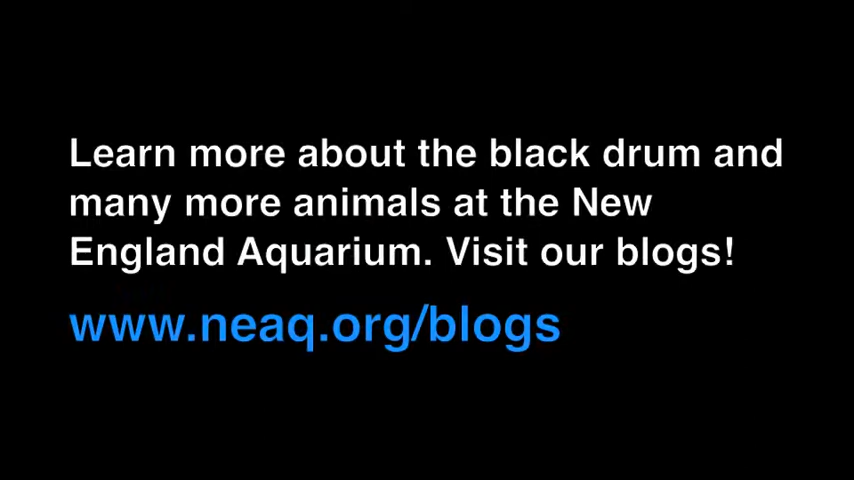 Learn more about the black drum and
many more animals at the New
England Aquarium. Visit our blogs!
www.neaq.org/blogs